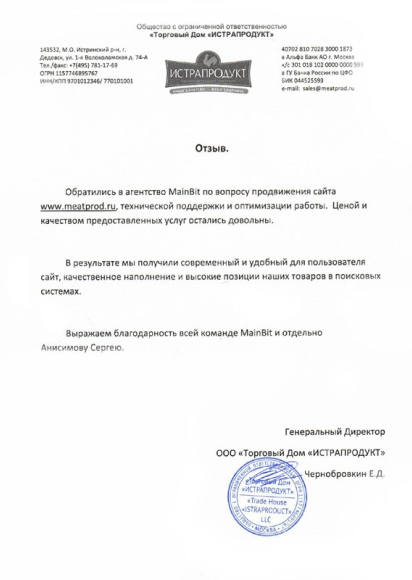 Общество с ограниченной ответственностью
«Торговый Дом «ИСТРАПРОДУКТ»
143532, М.О. Истринский р-н, г.
Дедовск, ул. 1-я Волоколамская д. 74-А
Тел./факс: +7(495) 781-17-69
ОГРН 1157746895767
ИНН/КПП 9701012346/ 770101001
ИСТРАПРОДУКТ
40702 810 7028 3000 1873
в Альфа Банк АО г. Москва
к/с 301 018 102 0000 0000 593
в ГУ Банка России по ЦФО
БИК 044525593
e-mail: sales@meatprod.ru
Отзыв.
Обратились в агентство MainBit по вопросу продвижения сайта
www.meatprod.ru, технической поддержки и оптимизации работы. Ценой и
качеством предоставленных услуг остались довольны.
В результате мы получили современный и удобный для пользователя
сайт, качественное наполнение и высокие позиции наших товаров в поисковых
системах.
Выражаем благодарность всей команде MainBit и отдельно
Анисимову Сергею.
Генеральный Директор
ООО «Торговый Дом «ИСТРАПРОДУКТ»
Чернобровкин Е.Д.
«Торговый Дом
«ИСТРАПРОДУКТ»
«Trade House
«ISTRAPRODUCT»
LLC
МОСКВА